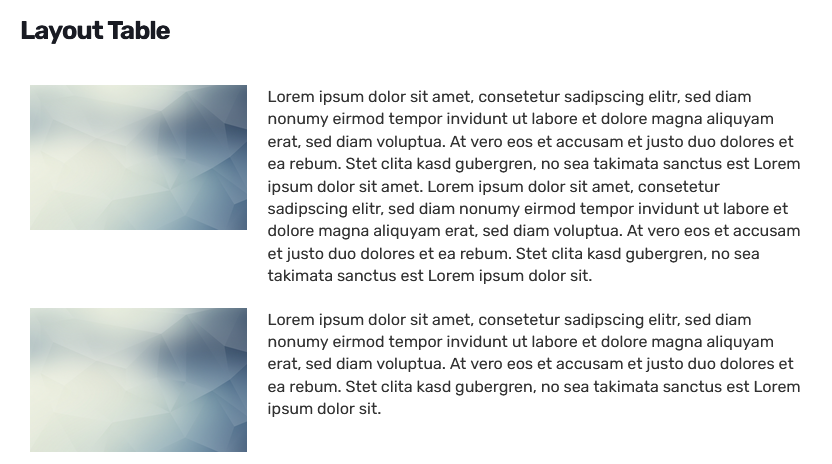 Layout Table
Lorem ipsum dolor sit amet, consetetur sadipscing elitr, sed diam
nonumy eirmod tempor invidunt ut labore et dolore magna aliquyam
erat, sed diam voluptua. At vero eos et accusam et justo duo dolores et
ea rebum. Stet clita kasd gubergren, no sea takimata sanctus est Lorem
ipsum dolor sit amet. Lorem ipsum dolor sit amet, consetetur
sadipscing elitr, sed diam nonumy eirmod tempor invidunt ut labore et
dolore magna aliquyam erat, sed diam voluptua. At vero eos et accusam
et justo duo dolores et ea rebum. Stet clita kasd gubergren, no sea
takimata sanctus est Lorem ipsum dolor sit.
Lorem ipsum dolor sit amet, consetetur sadipscing elitr, sed diam
nonumy eirmod tempor invidunt ut labore et dolore magna aliquyam
erat, sed diam voluptua. At vero eos et accusam et justo duo dolores et
ea rebum. Stet clita kasd gubergren, no sea takimata sanctus est Lorem
ipsum dolor sit.